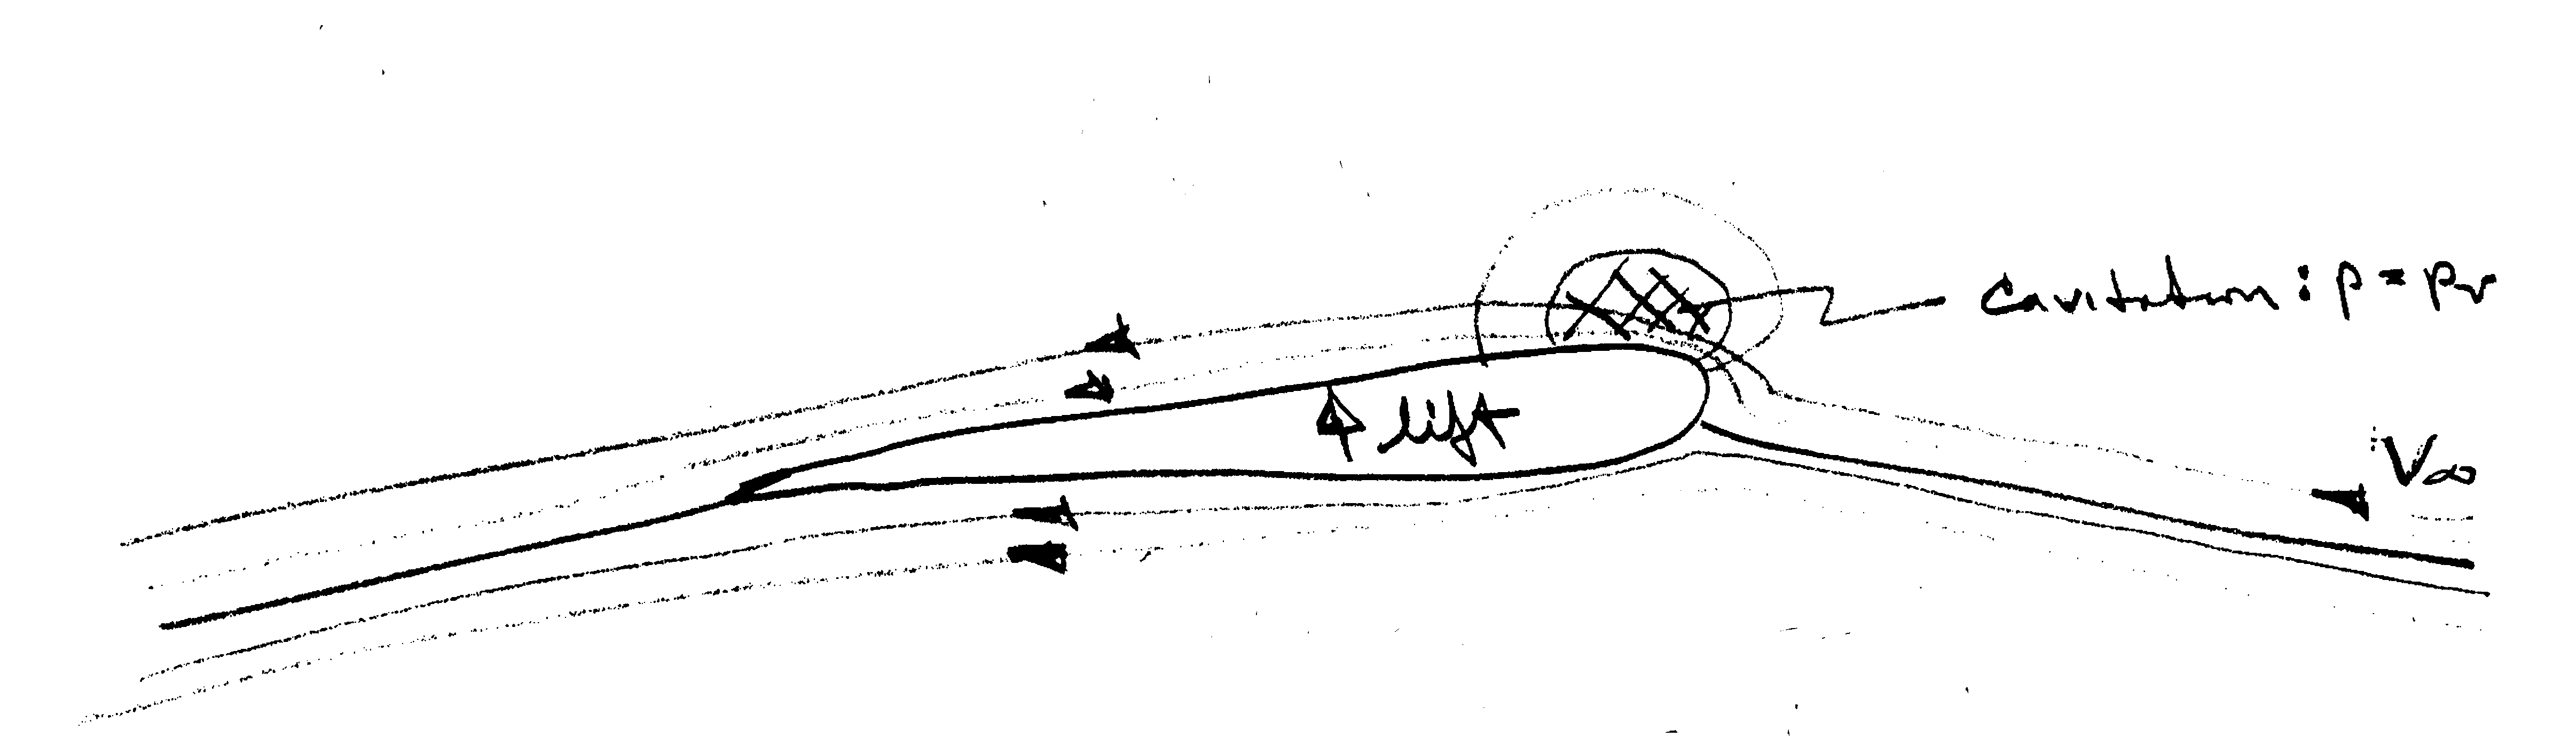 cavitation: p = pv
lift
V∞